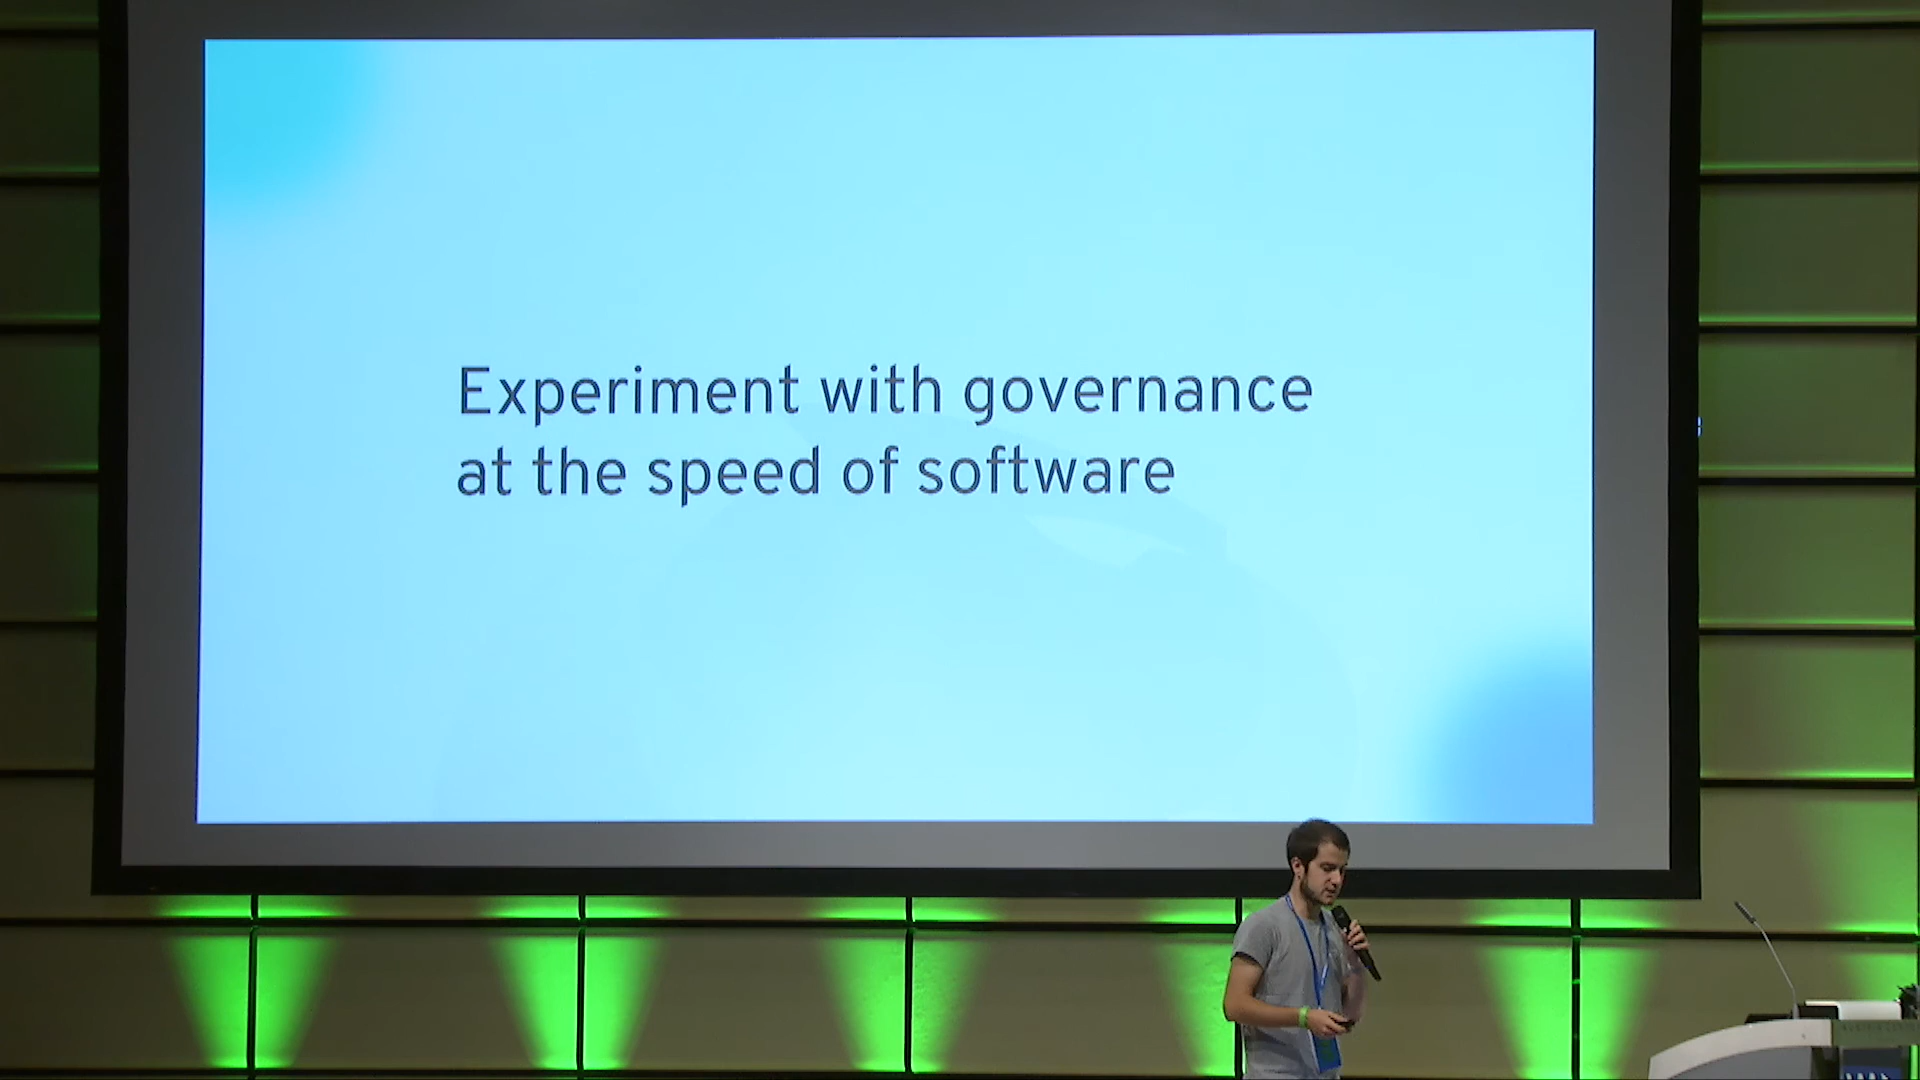 Experiment with governance
at the speed of software